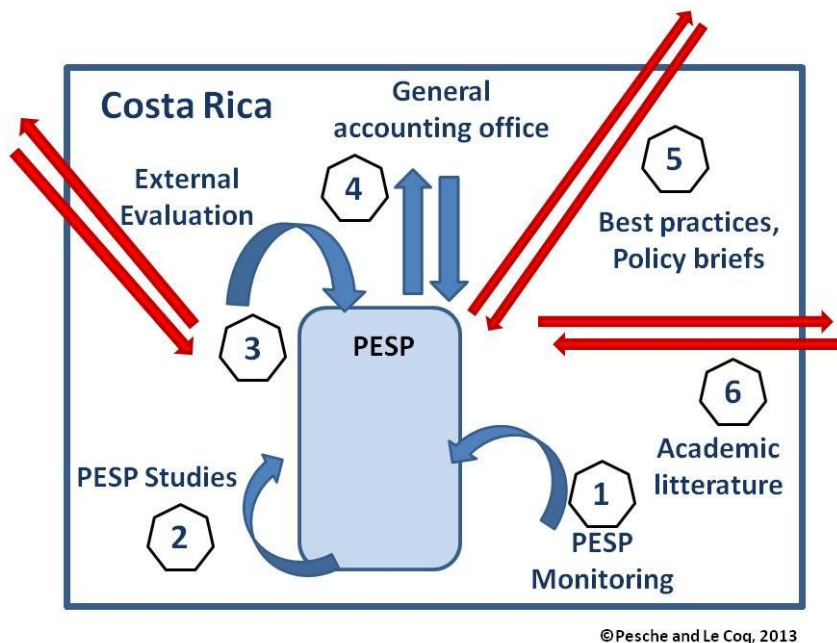 Costa Rica
General
accounting office
4
5
External
Evaluation
Best practices,
Policy briefs
3
PESP
6
Academic
litterature
PESP Studies
2
1
PESP
Monitoring
©Pesche and Le Coq, 2013